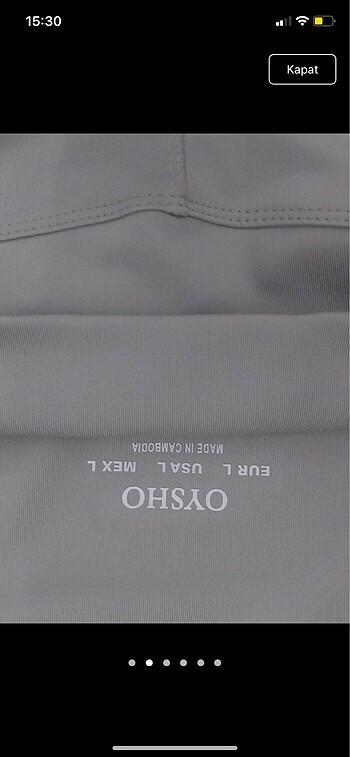 15:30
Kapat
OYSHO
EUR L USA L MEX L
MADE IN CAMBODIA